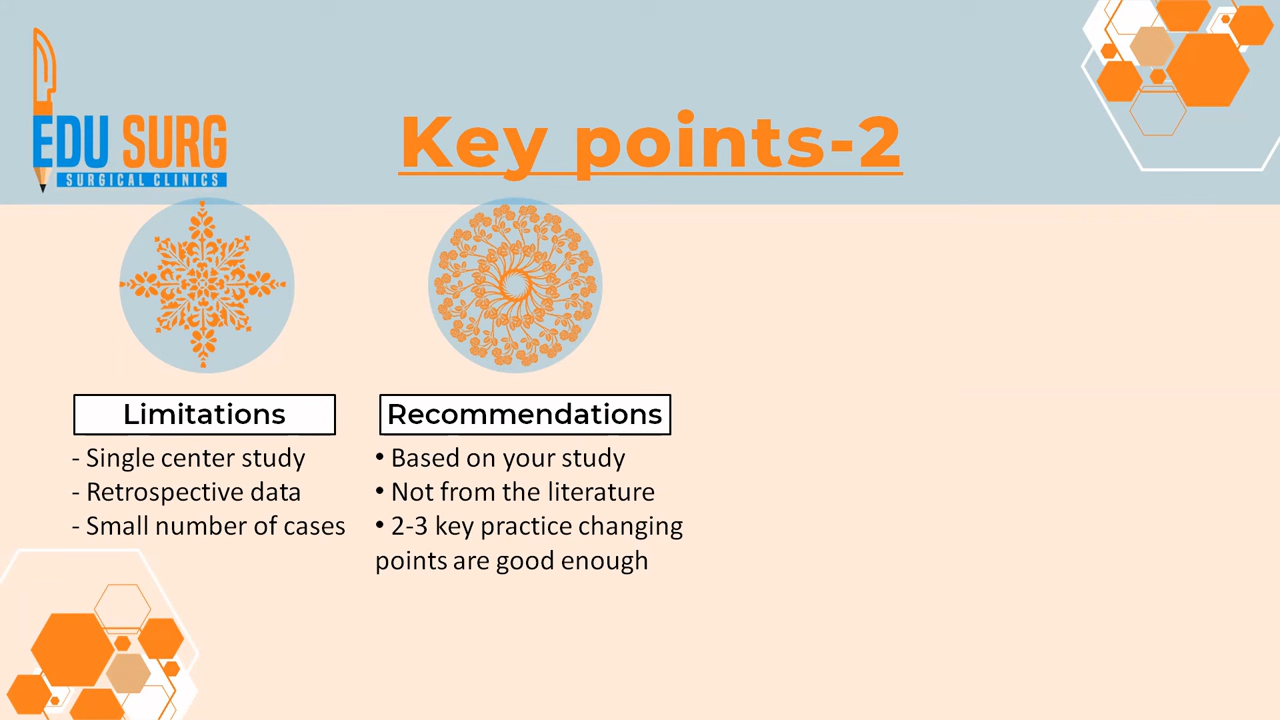 EDU SURG
SURGICAL CLINICS
Key points-2
Limitations
- Single center study
- Retrospective data
- Small number of cases
Recommendations
• Based on your study
• Not from the literature
• 2-3 key practice changing
points are good enough